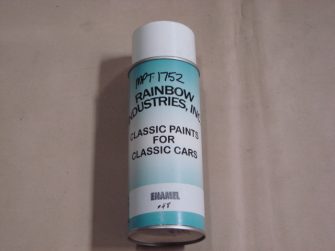 MPT 1752
RAINBOW
INDUSTRIES, INC
CLASSIC PAINTS
FOR
CLASSIC CARS
ENAMEL